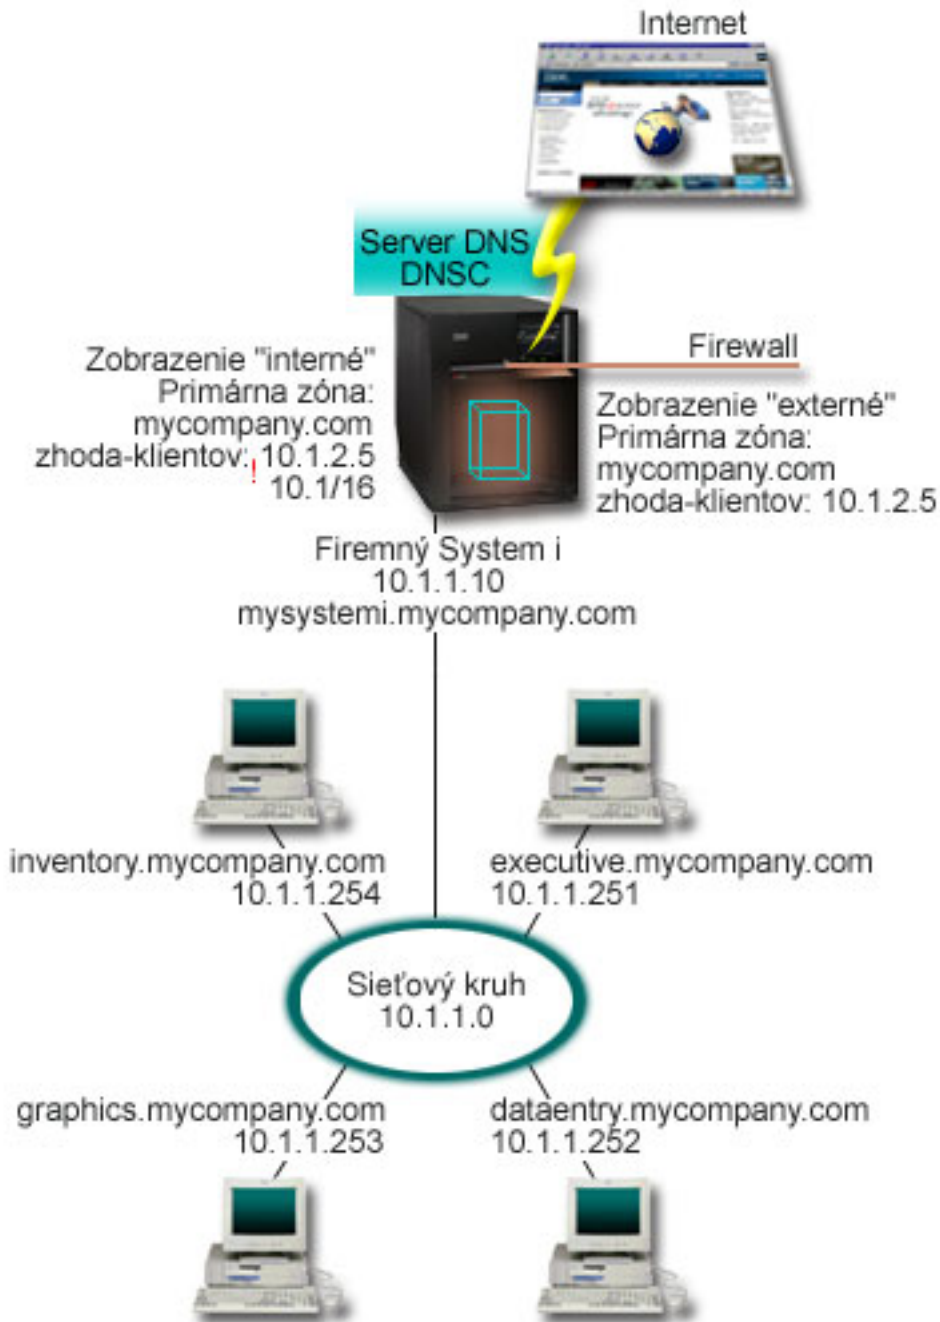 Internet
Server DNS
DNSC
Firewall
Zobrazenie "interné"
Primárna zóna:
mycompany.com
zhoda-klientov: ! 10.1.2.5
10.1/16
Zobrazenie "externé"
Primárna zóna:
mycompany.com
zhoda-klientov: 10.1.2.5
Firemný System i
10.1.1.10
mysystemi.mycompany.com
inventory.mycompany.com
10.1.1.254
executive.mycompany.com
10.1.1.251
Sieťový kruh
10.1.1.0
graphics.mycompany.com
10.1.1.253
dataentry.mycompany.com
10.1.1.252